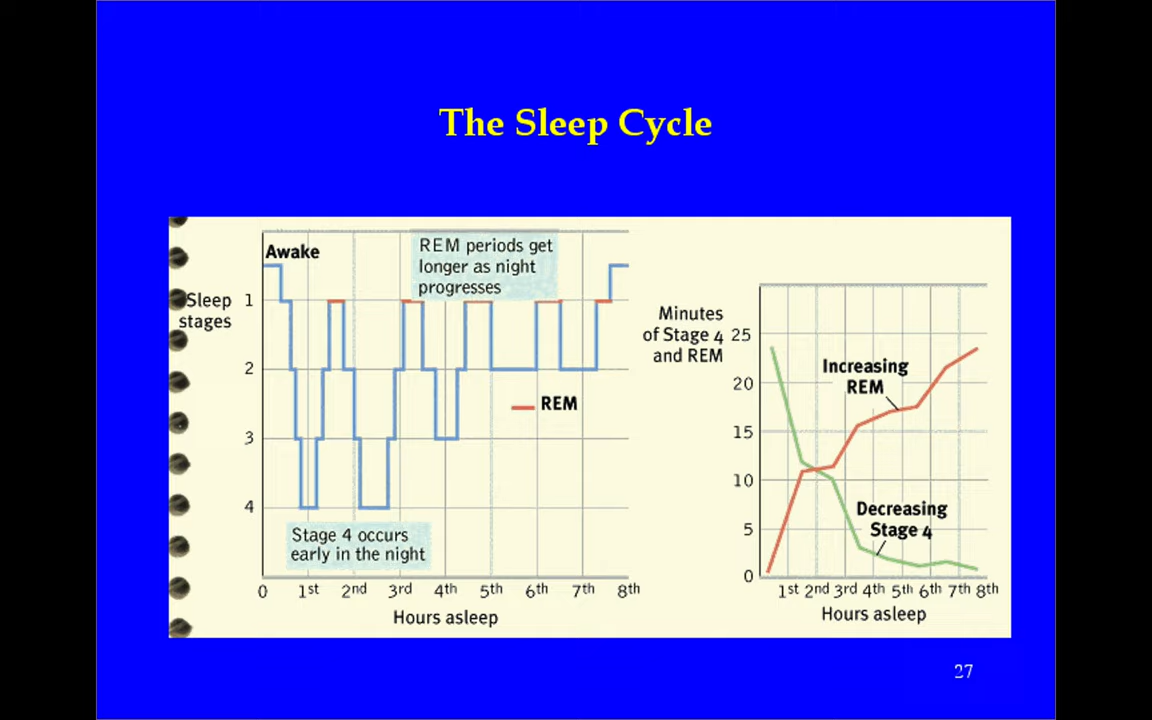 The Sleep Cycle
Awake
REM periods get
longer as night
progresses
Sleep
stages
1
2
3
4
REM
Stage 4 occurs
early in the night
0 1st 2nd 3rd 4th 5th 6th 7th 8th
Hours asleep
Minutes
of Stage 4
and REM
25
20
15
10
5
0
Increasing
REM
Decreasing
Stage 4
1st 2nd 3rd 4th 5th 6th 7th 8th
Hours asleep
27